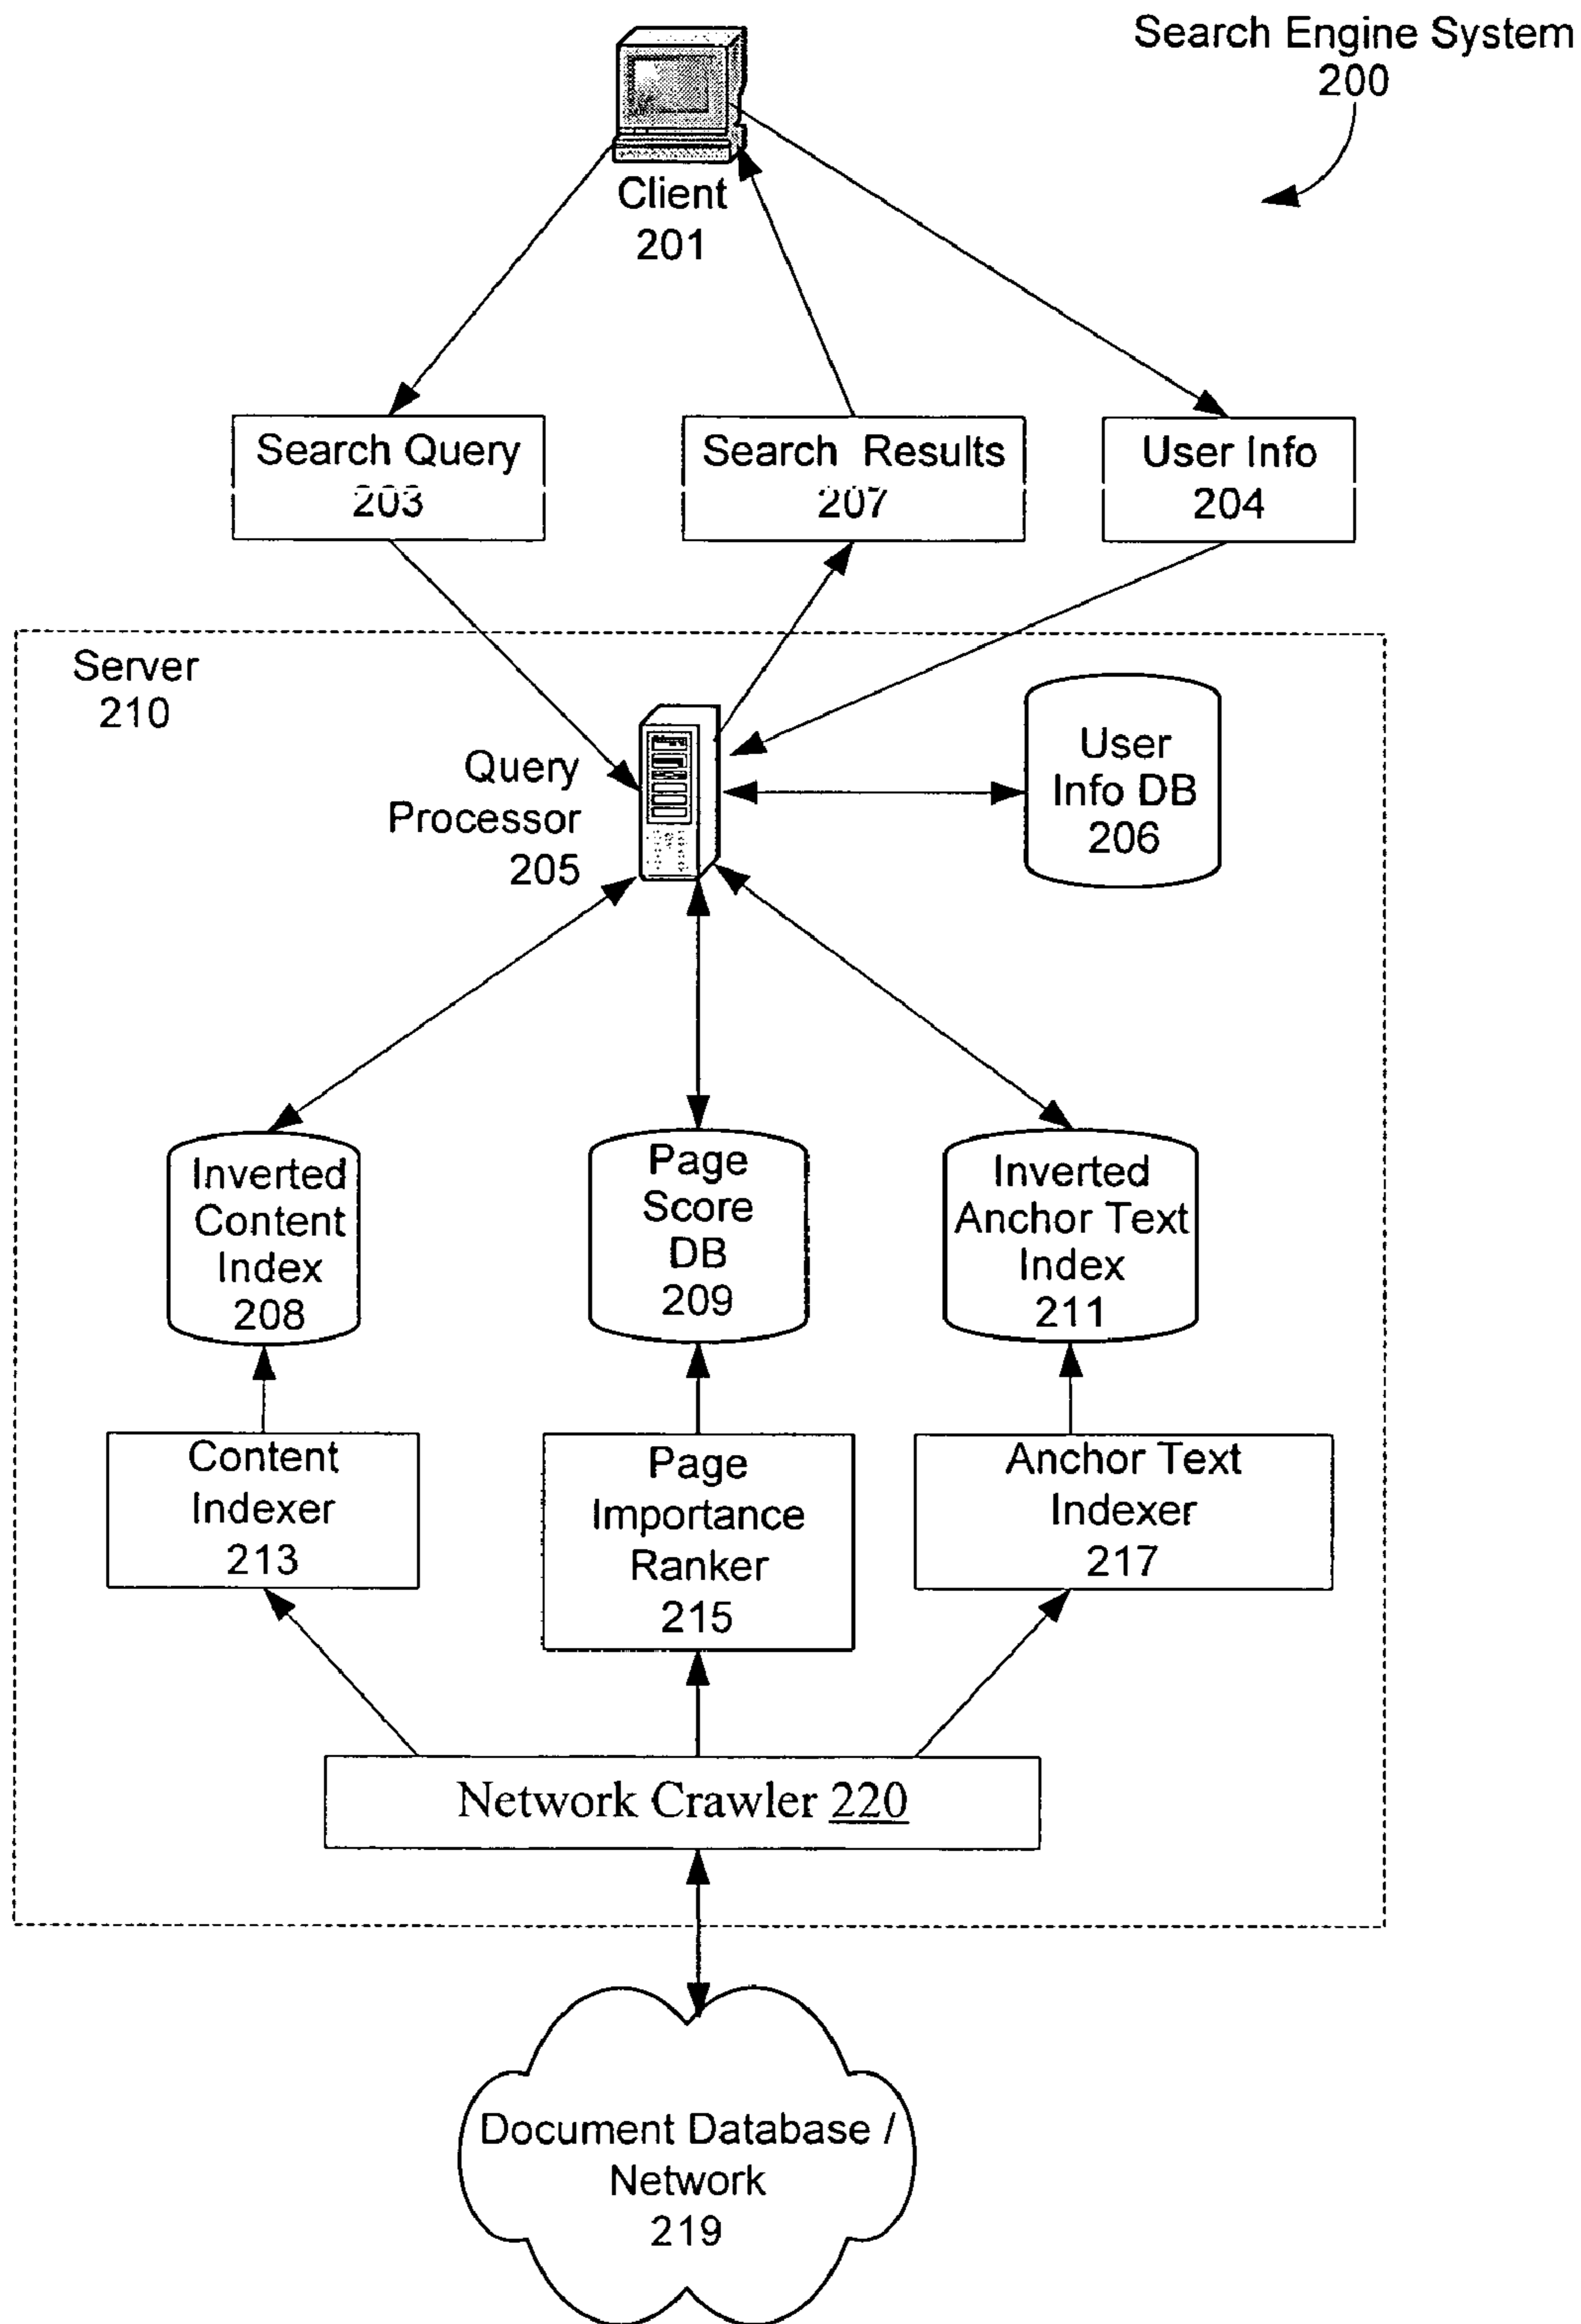 Search Engine System
200
Client
201
Search Query
203
Search Results
207
User Info
204
Server
210
Query
Processor
205
User
Info DB
206
Inverted
Content
Index
208
Page
Score
DB
209
Inverted
Anchor Text
Index
211
Content
Indexer
213
Page
Importance
Ranker
215
Anchor Text
Indexer
217
Network Crawler 220
Document Database /
Network
219